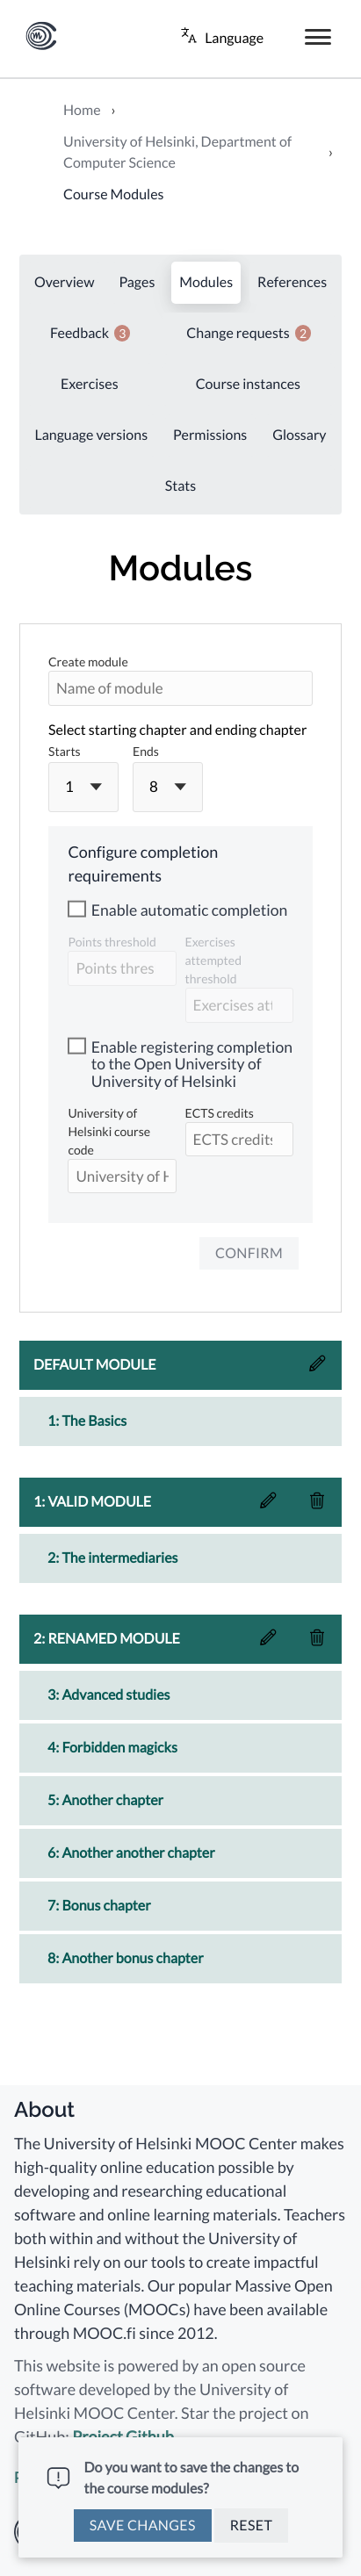 Language
Home ›
University of Helsinki, Department of
Computer Science ›
Course Modules
Overview Pages Modules References
Feedback 3 Change requests 2
Exercises Course instances
Language versions Permissions Glossary
Stats
Modules
Create module
Name of module
Select starting chapter and ending chapter
Starts Ends
1 8
Configure completion
requirements
Enable automatic completion
Points threshold
Points thres
Exercises
attempted
threshold
Exercises att
Enable registering completion
to the Open University of
University of Helsinki
University of
Helsinki course
code
University of H
ECTS credits
ECTS credits
CONFIRM
DEFAULT MODULE
1: The Basics
1: VALID MODULE
2: The intermediaries
2: RENAMED MODULE
3: Advanced studies
4: Forbidden magicks
5: Another chapter
6: Another another chapter
7: Bonus chapter
8: Another bonus chapter
About
The University of Helsinki MOOC Center makes
high-quality online education possible by
developing and researching educational
software and online learning materials. Teachers
both within and without the University of
Helsinki rely on our tools to create impactful
teaching materials. Our popular Massive Open
Online Courses (MOOCs) have been available
through MOOC.fi since 2012.
This website is powered by an open source
software developed by the University of
Helsinki MOOC Center. Star the project on
GitHub: Project Github
Do you want to save the changes to
the course modules?
SAVE CHANGES RESET